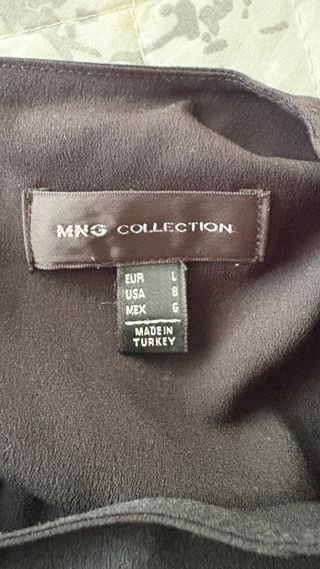 MNG COLLECTION
EUR L
USA 8
MEX G
MADE IN
TURKEY